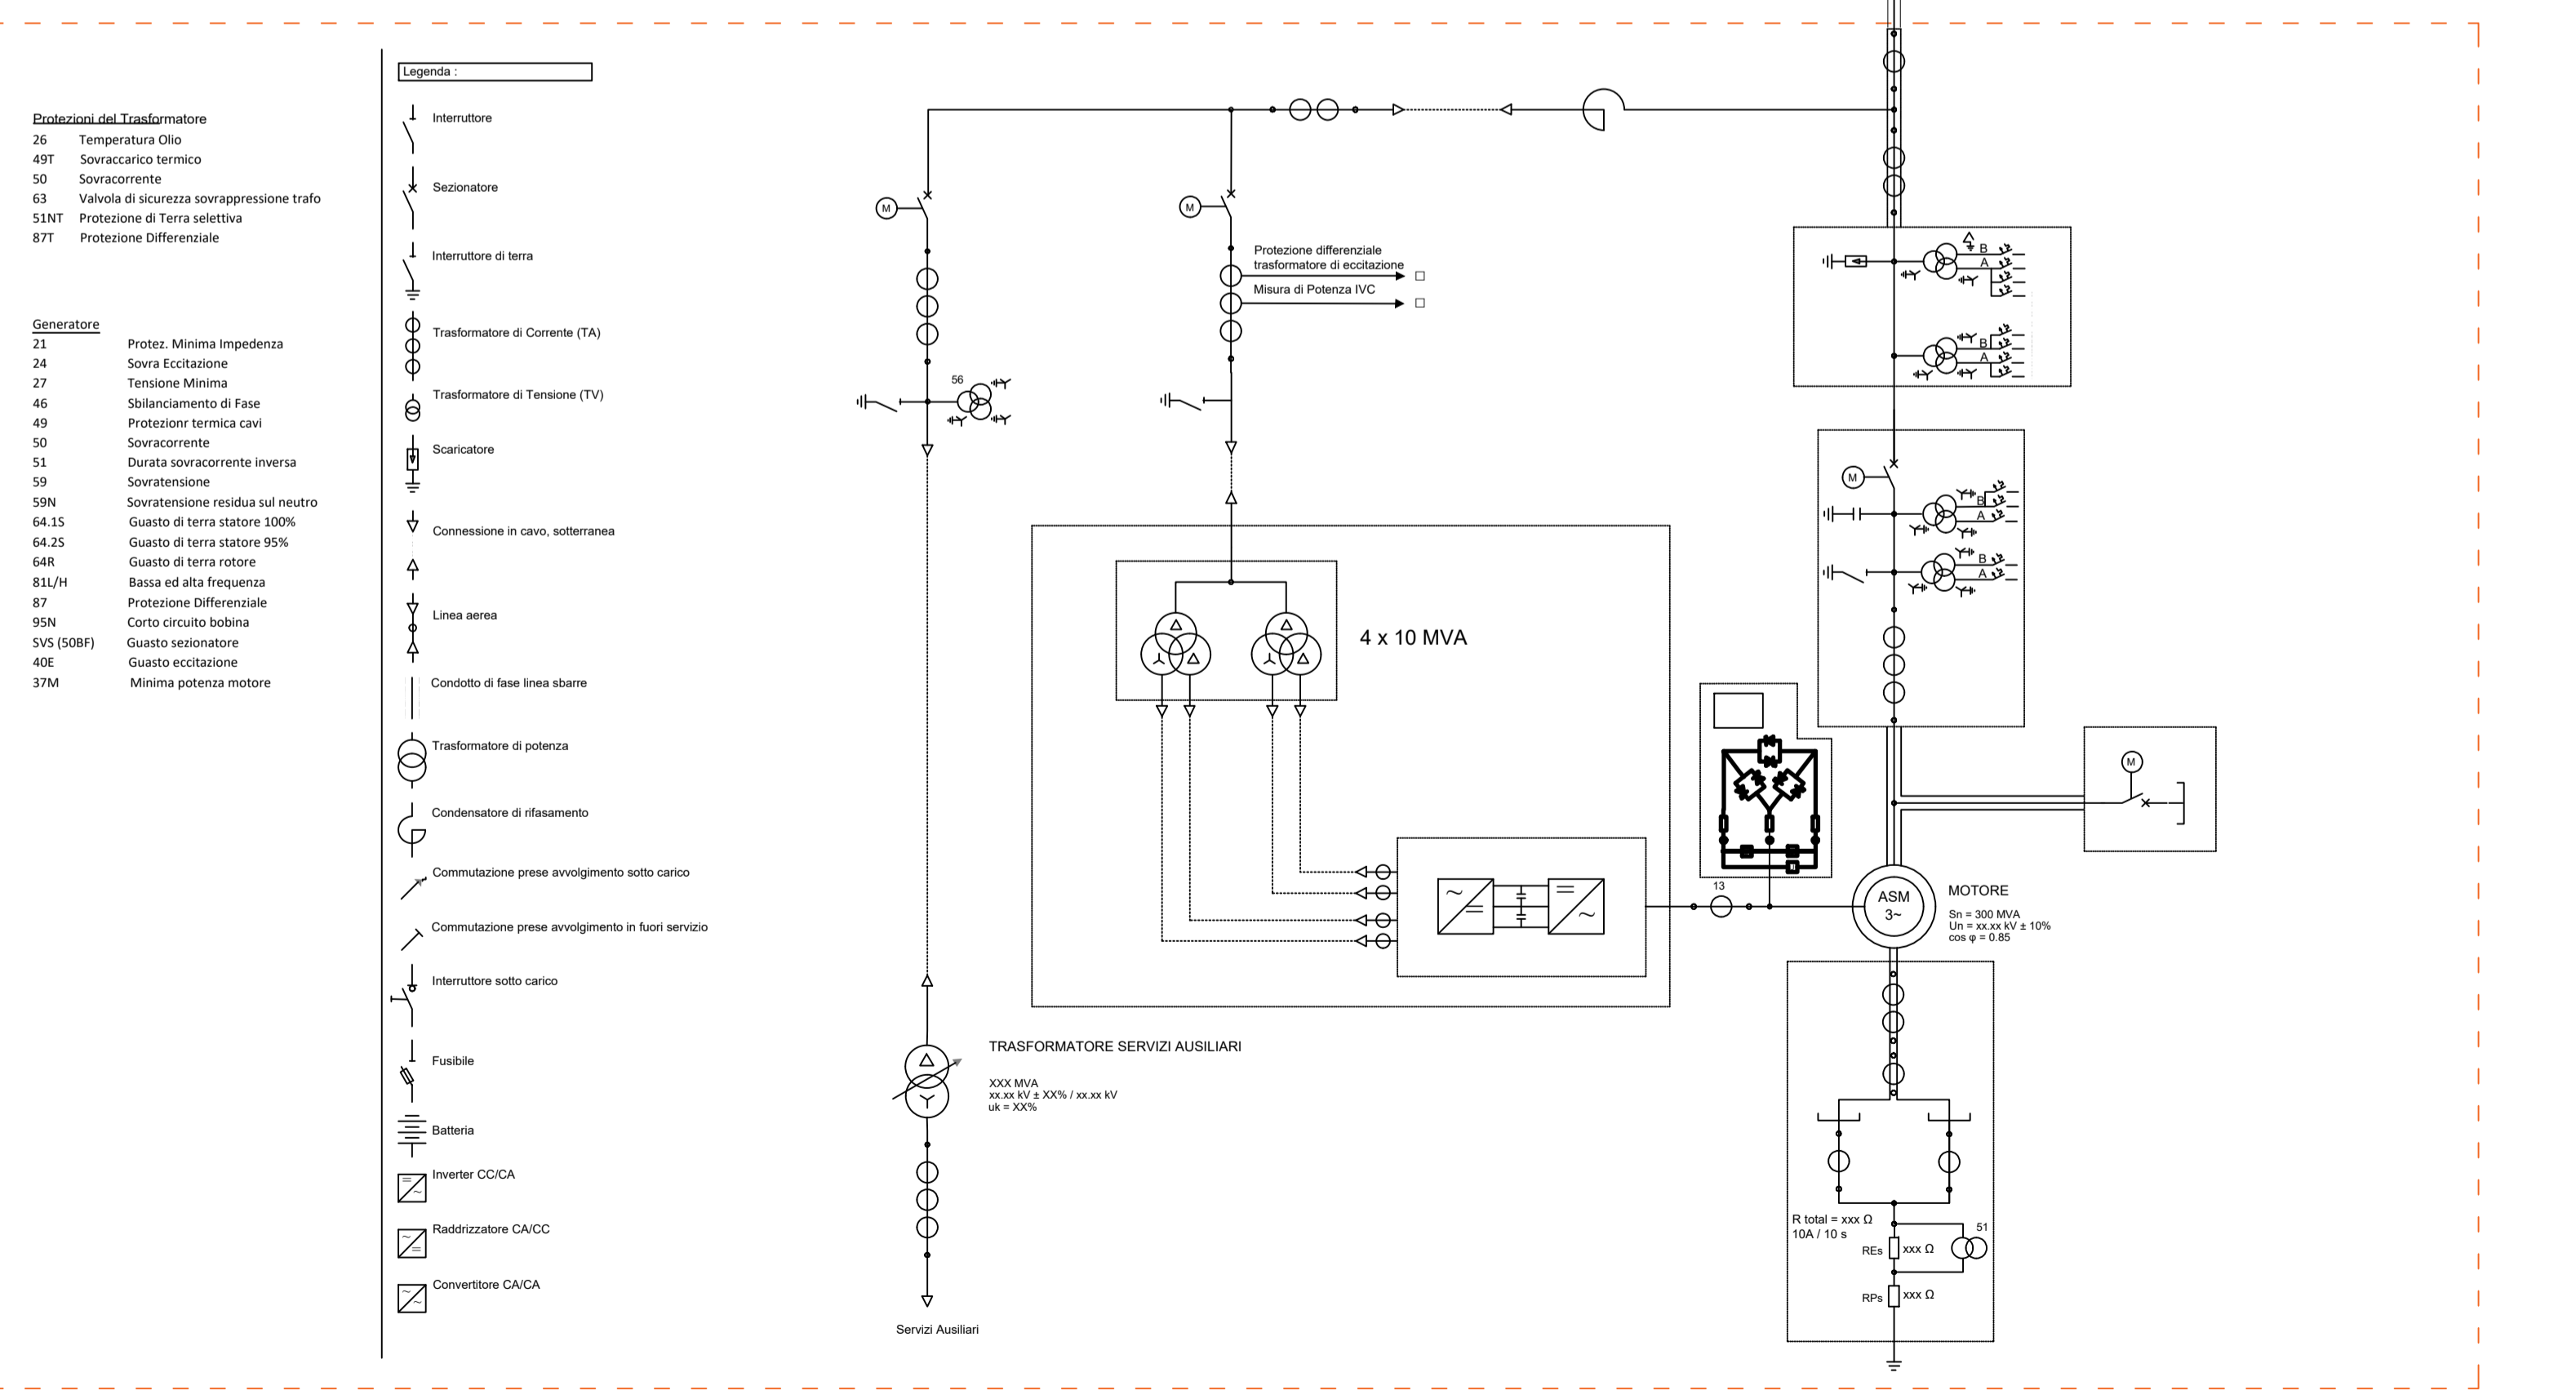 Protezioni del Trasformatore
26 Temperatura Olio
49T Sovraccarico termico
50 Sovracorrente
63 Valvola di sicurezza sovrappressione trafo
51NT Protezione di Terra selettiva
87T Protezione Differenziale
Generatore
21 Protez. Minima Impedenza
24 Sovra Eccitazione
27 Tensione Minima
46 Sbilanciamento di Fase
49 Protezionr termica cavi
50 Sovracorrente
51 Durata sovracorrente inversa
59 Sovratensione
59N Sovratensione residua sul neutro
64.1S Guasto di terra statore 100%
64.2S Guasto di terra statore 95%
64R Guasto di terra rotore
81L/H Bassa ed alta frequenza
87 Protezione Differenziale
95N Corto circuito bobina
SVS (50BF) Guasto sezionatore
40E Guasto eccitazione
37M Minima potenza motore
Legenda :
Interruttore
Sezionatore
Interruttore di terra
Trasformatore di Corrente (TA)
Trasformatore di Tensione (TV)
Scaricatore
Connessione in cavo, sotterranea
Linea aerea
Condotto di fase linea sbarre
Trasformatore di potenza
Condensatore di rifasamento
Commutazione prese avvolgimento sotto carico
Commutazione prese avvolgimento in fuori servizio
Interruttore sotto carico
Fusibile
Batteria
Inverter CC/CA
Raddrizzatore CA/CC
Convertitore CA/CA
M
56
TRASFORMATORE SERVIZI AUSILIARI
XXX MVA
xx.xx kV ± XX% / xx.xx kV
uk = XX%
Servizi Ausiliari
M
Protezione differenziale
trasformatore di eccitazione
Misura di Potenza IVC
4 x 10 MVA
B
A
B
A
M
B
A
B
A
M
13
ASM
3~
MOTORE
Sn = 300 MVA
Un = xx.xx kV ± 10%
cos φ = 0.85
R total = xxx Ω
10A / 10 s
51
REs xxx Ω
RPs xxx Ω